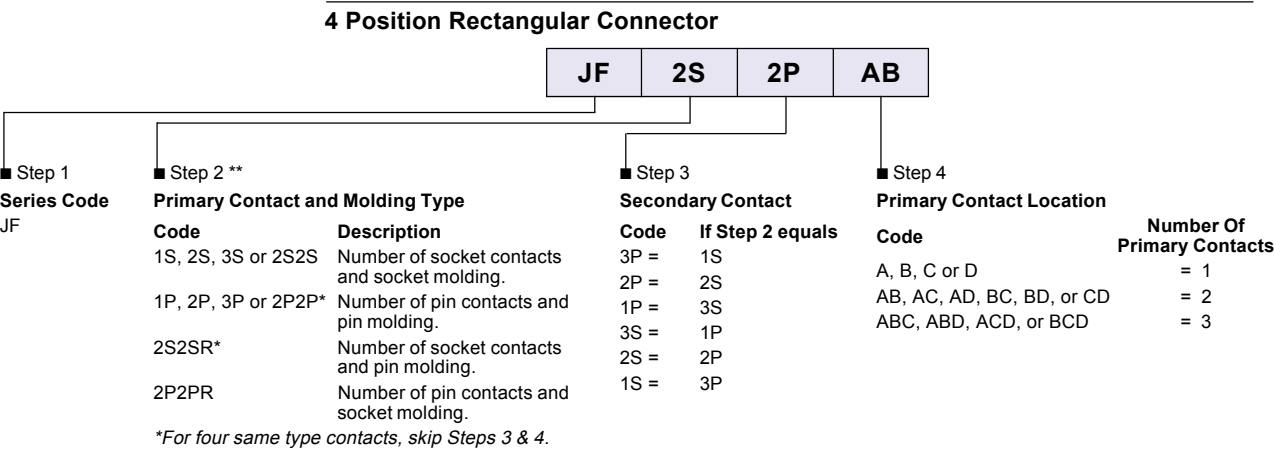 4 Position Rectangular Connector
JF 2S 2P AB
■ Step 1
Series Code
JF
■ Step 2 **
Primary Contact and Molding Type
Code Description
1S, 2S, 3S or 2S2S Number of socket contacts
and socket molding.
1P, 2P, 3P or 2P2P* Number of pin contacts and
pin molding.
2S2SR* Number of socket contacts
and pin molding.
2P2PR Number of pin contacts and
socket molding.
*For four same type contacts, skip Steps 3 & 4.
■ Step 3
Secondary Contact
Code If Step 2 equals
3P = 1S
2P = 2S
1P = 3S
3S = 1P
2S = 2P
1S = 3P
■ Step 4
Primary Contact Location
Code Number Of
Primary Contacts
A, B, C or D = 1
AB, AC, AD, BC, BD, or CD = 2
ABC, ABD, ACD, or BCD = 3